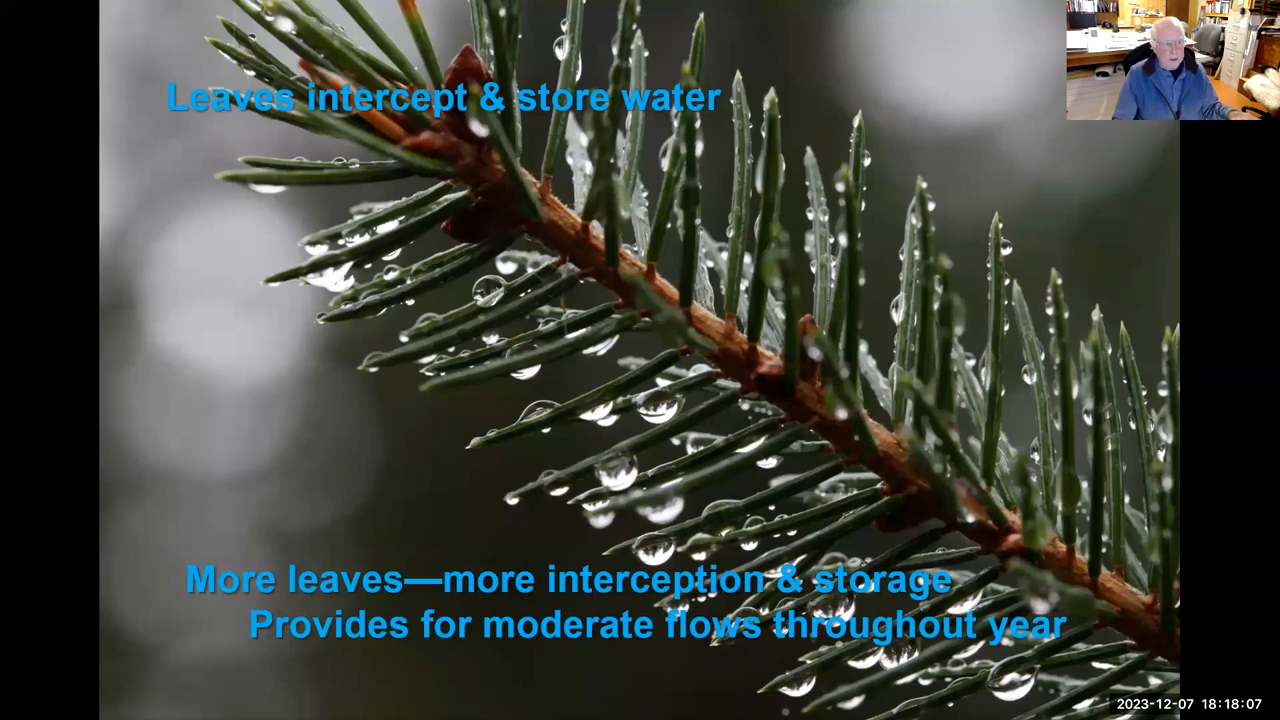 Leaves intercept & store water
More leaves—more interception & storage
Provides for moderate flows throughout year
2023-12-07 18:18:07